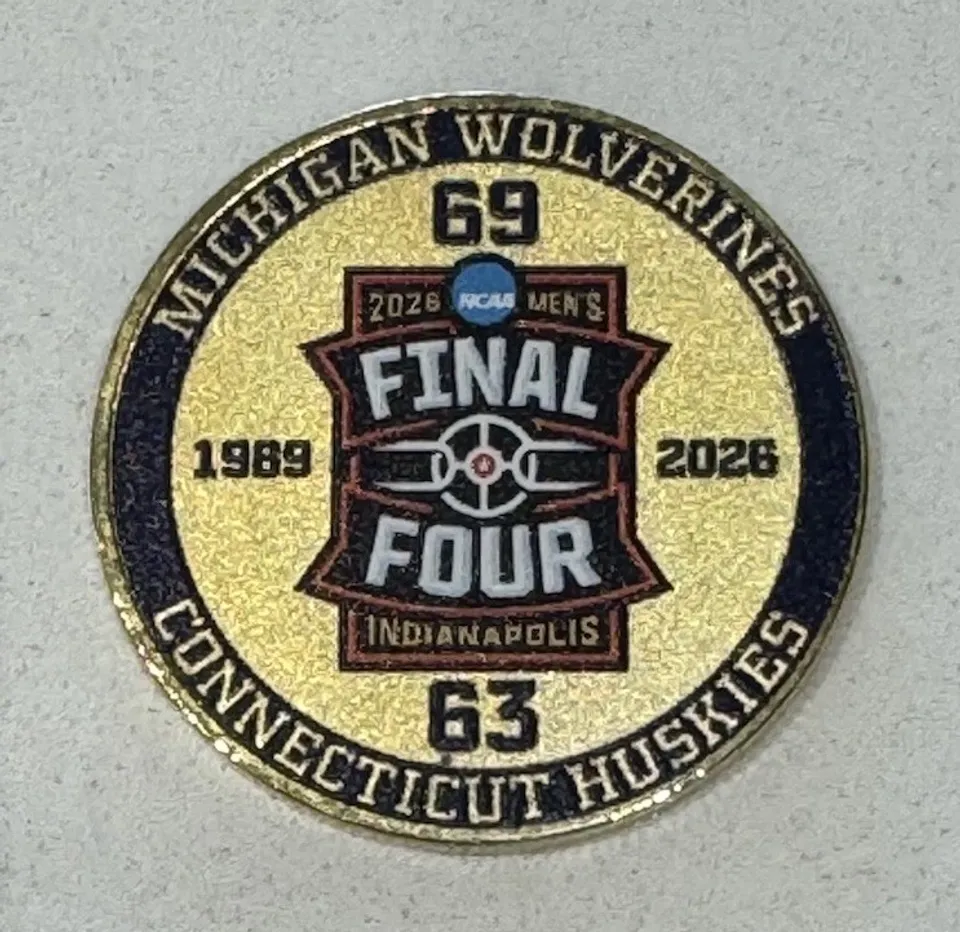 MICHIGAN WOLVERINES
69
2026 NCAA MEN'S
FINAL
1989 2026
FOUR
INDIANAPOLIS
63
CONNECTICUT HUSKIES